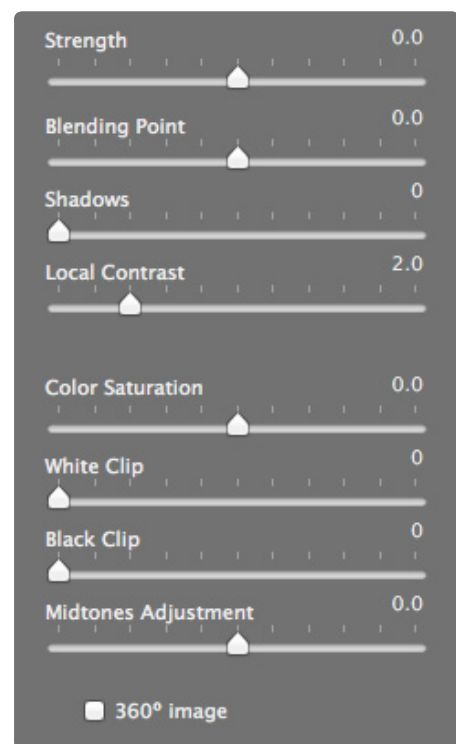 Strength 0.0
Blending Point 0.0
Shadows 0
Local Contrast 2.0
Color Saturation 0.0
White Clip 0
Black Clip 0
Midtones Adjustment 0.0
360º image